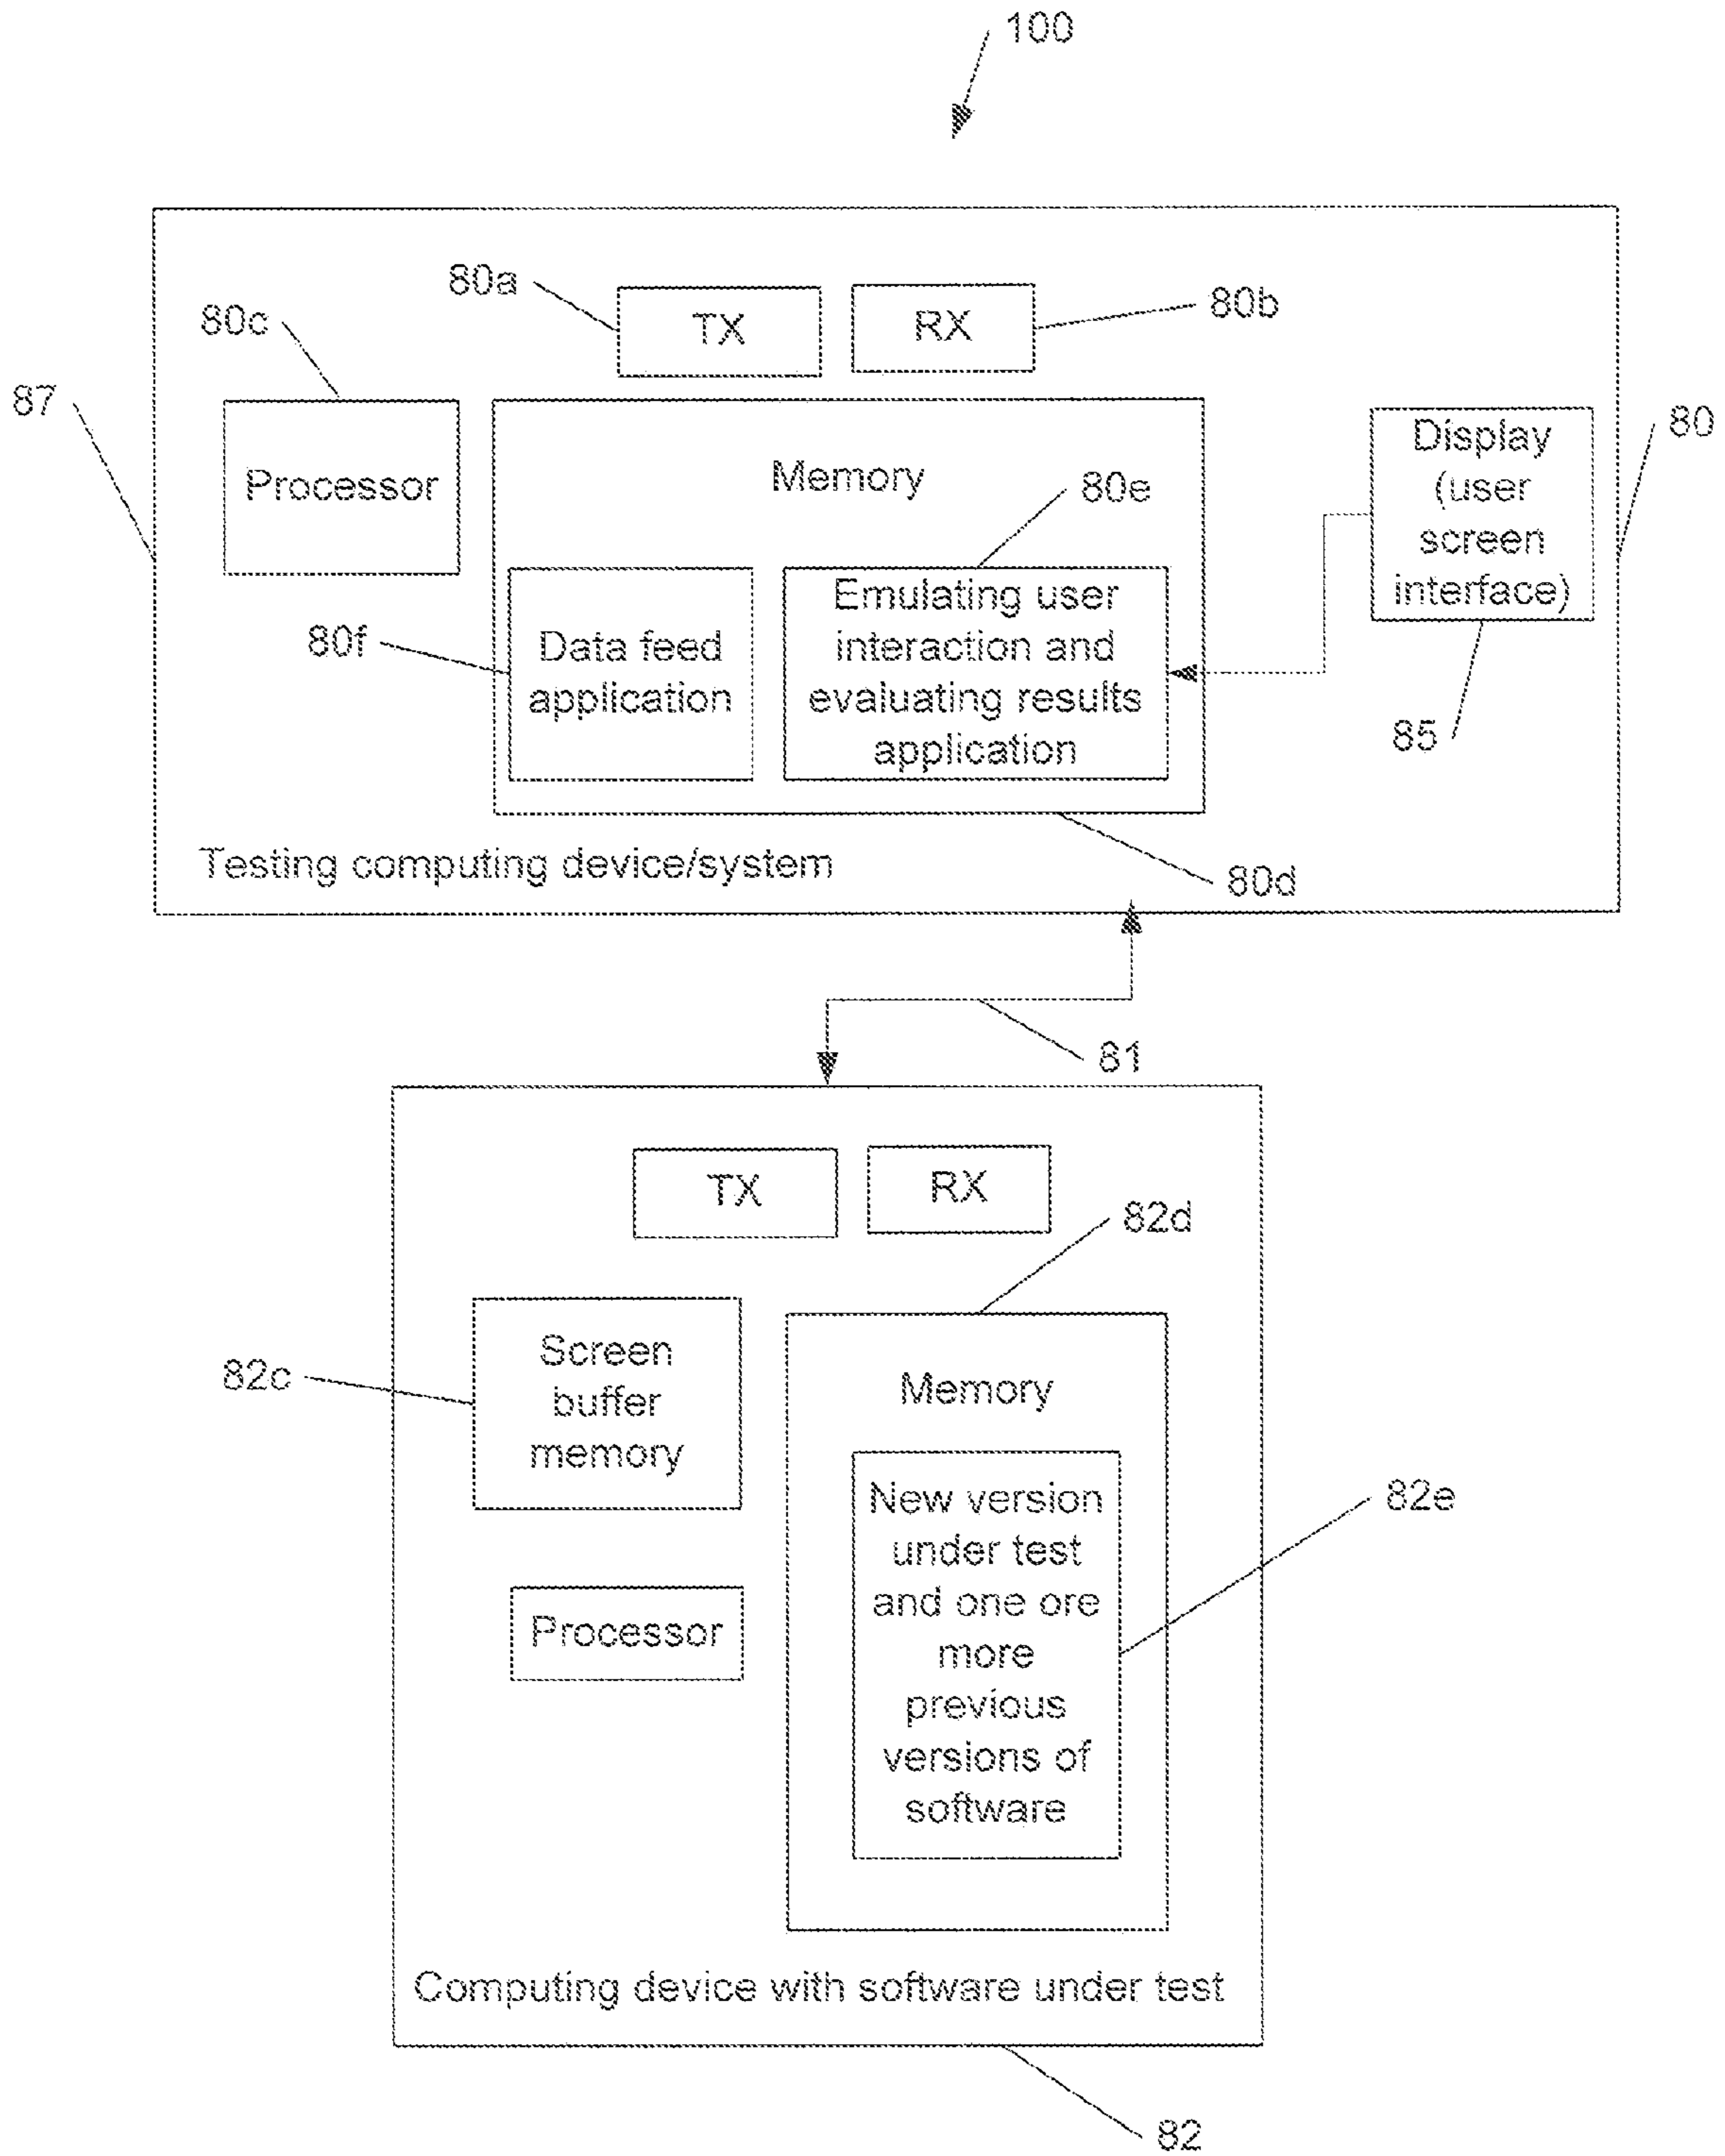 100
80a
TX
RX
80b
80c
87
Processor
Memory
80e
Display
(user
screen
interface)
80
80f
Data feed
application
Emulating user
interaction and
evaluating results
application
85
Testing computing device/system
80d
81
TX
RX
82d
82c
Screen
buffer
memory
Memory
New version
under test
and one ore
more
previous
versions of
software
82e
Processor
Computing device with software under test
82